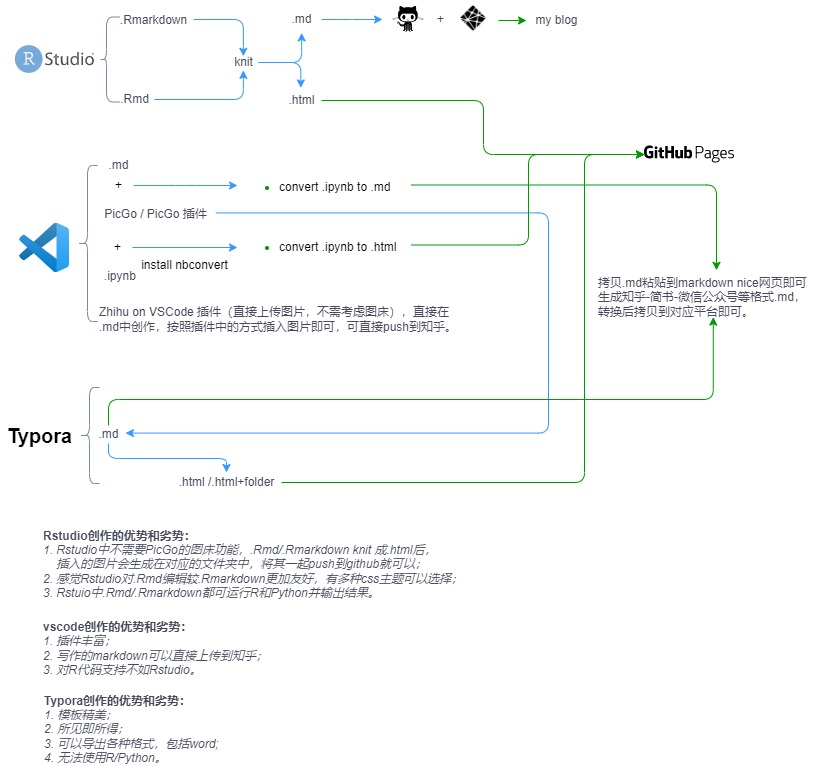 .Rmarkdown
.md
+
my blog
R Studio
knit
.Rmd
.html
GitHub Pages
.md
+
convert .ipynb to .md
PicGo / PicGo 插件
+
convert .ipynb to .html
install nbconvert
.ipynb
拷贝.md粘贴到markdown nice网页即可
生成知乎-简书-微信公众号等格式.md，
转换后拷贝到对应平台即可。
Zhihu on VSCode 插件（直接上传图片，不需考虑图床），直接在
.md中创作，按照插件中的方式插入图片即可，可直接push到知乎。
Typora
.md
.html /.html+folder
Rstudio创作的优势和劣势：
1. Rstudio中不需要PicGo的图床功能，.Rmd/.Rmarkdown knit 成.html后，
插入的图片会生成在对应的文件夹中，将其一起push到github就可以；
2. 感觉Rstudio对.Rmd编辑较.Rmarkdown更加友好，有多种css主题可以选择；
3. Rstuio中.Rmd/.Rmarkdown都可运行R和Python并输出结果。
vscode创作的优势和劣势：
1. 插件丰富；
2. 写作的markdown可以直接上传到知乎；
3. 对R代码支持不如Rstudio。
Typora创作的优势和劣势：
1. 模板精美；
2. 所见即所得；
3. 可以导出各种格式，包括word;
4. 无法使用R/Python。